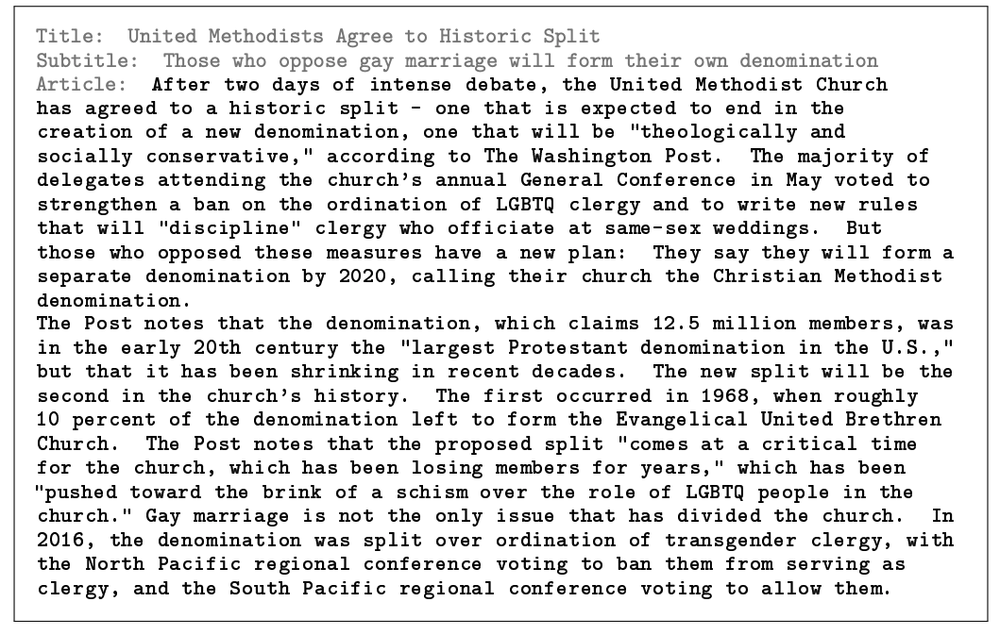 Title: United Methodists Agree to Historic Split
Subtitle: Those who oppose gay marriage will form their own denomination
Article: After two days of intense debate, the United Methodist Church
has agreed to a historic split - one that is expected to end in the
creation of a new denomination, one that will be "theologically and
socially conservative," according to The Washington Post. The majority of
delegates attending the church's annual General Conference in May voted to
strengthen a ban on the ordination of LGBTQ clergy and to write new rules
that will "discipline" clergy who officiate at same-sex weddings. But
those who opposed these measures have a new plan: They say they will form a
separate denomination by 2020, calling their church the Christian Methodist
denomination.
The Post notes that the denomination, which claims 12.5 million members, was
in the early 20th century the "largest Protestant denomination in the U.S.,"
but that it has been shrinking in recent decades. The new split will be the
second in the church's history. The first occurred in 1968, when roughly
10 percent of the denomination left to form the Evangelical United Brethren
Church. The Post notes that the proposed split "comes at a critical time
for the church, which has been losing members for years," which has been
"pushed toward the brink of a schism over the role of LGBTQ people in the
church." Gay marriage is not the only issue that has divided the church. In
2016, the denomination was split over ordination of transgender clergy, with
the North Pacific regional conference voting to ban them from serving as
clergy, and the South Pacific regional conference voting to allow them.